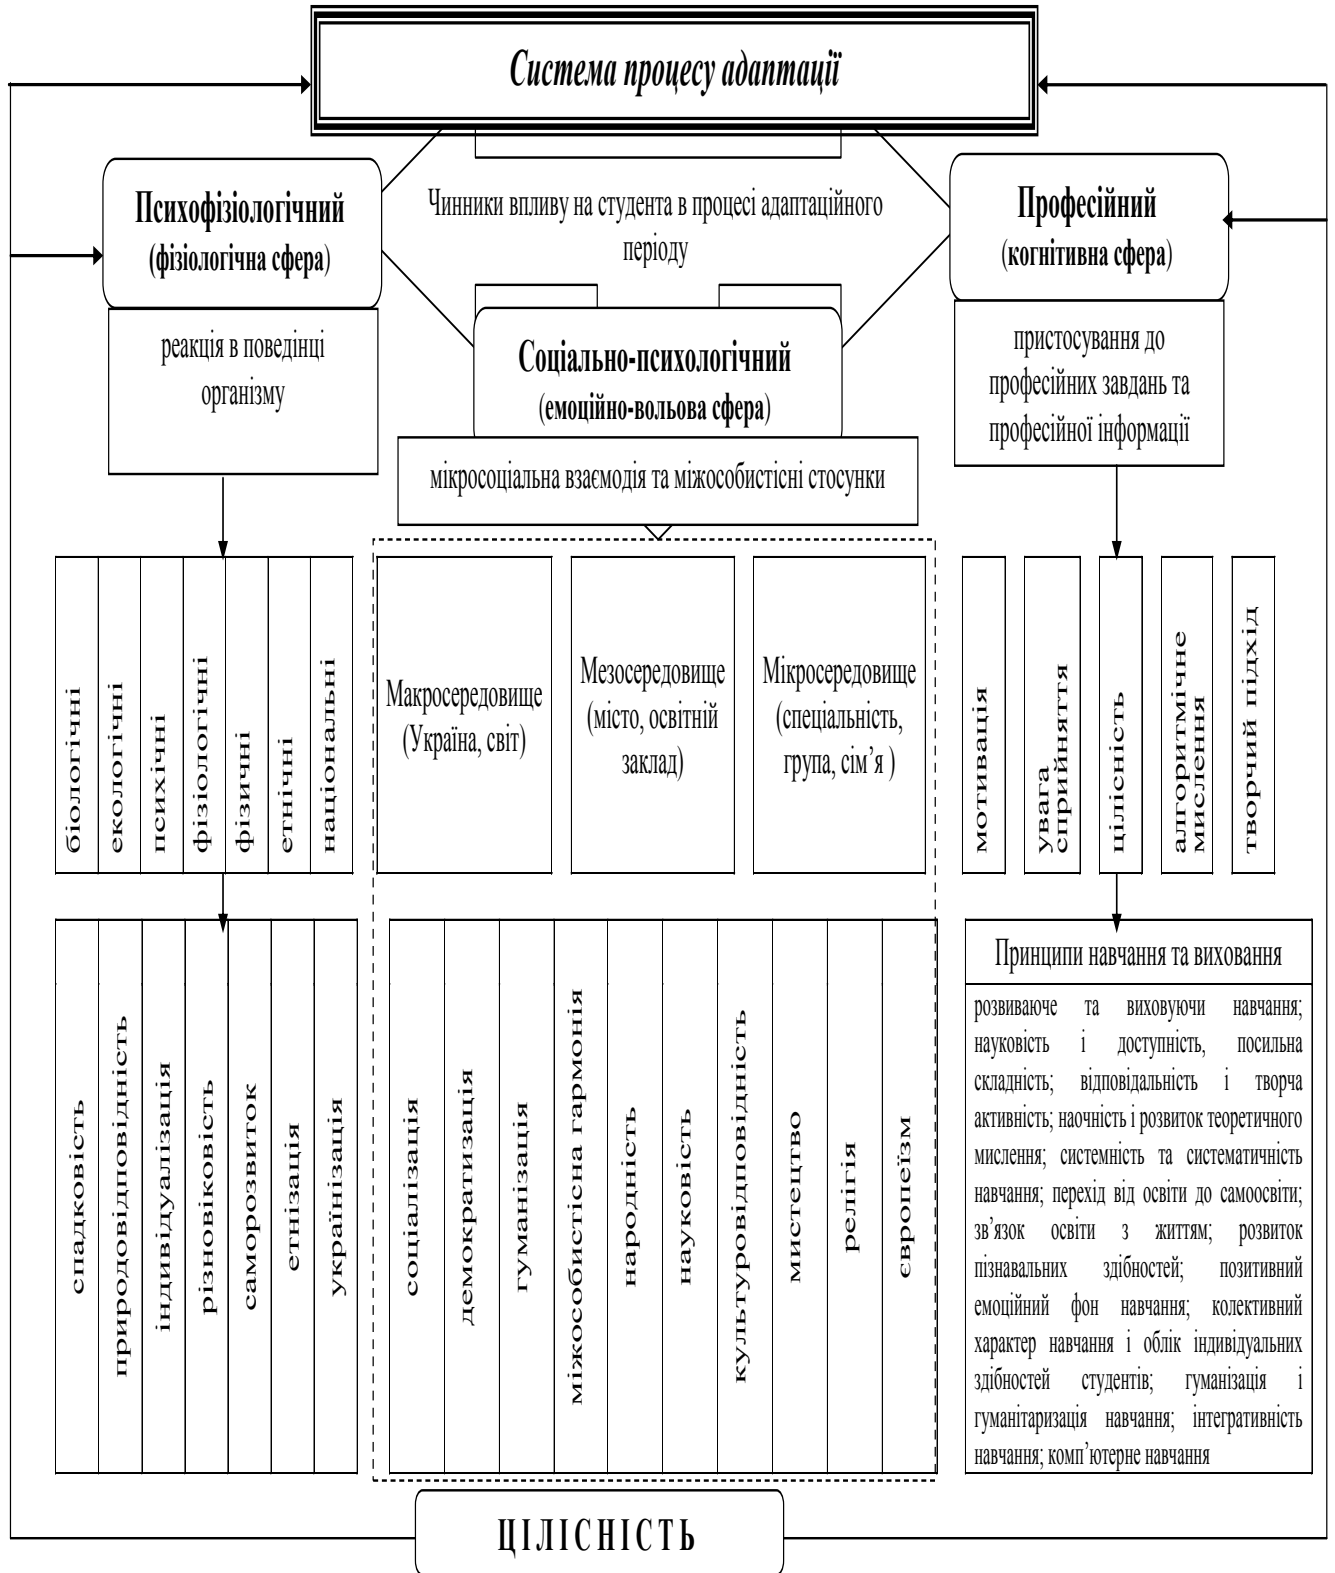 Система процесу адаптації
Психофізіологічний
(фізіологічна сфера)
Чинники впливу на студента в процесі адаптаційного
періоду
Професійний
(когнітивна сфера)
реакція в поведінці
організму
Соціально-психологічний
(емоційно-вольова сфера)
пристосування до
професійних завдань та
професійної інформації
мікросоціальна взаємодія та міжособистісні стосунки
біологічні
екологічні
психічні
фізіологічні
фізичні
етнічні
національні
Макросередовище
(Україна, світ)
Мезосередовище
(місто, освітній
заклад)
Мікросередовище
(спеціальність,
група, сім’я )
мотивація
увага
сприйняття
цілісність
алгоритмічне
мислення
творчий підхід
спадковість
природовідповідність
індивідуалізація
різновіковість
саморозвиток
етнізація
українізація
соціалізація
демократизація
гуманізація
міжособистісна гармонія
народність
науковість
культуровідповідність
мистецтво
релігія
європеїзм
Принципи навчання та виховання
розвиваюче та виховуючи навчання;
науковість і доступність, посильна
складність; відповідальність і творча
активність; наочність і розвиток теоретичного
мислення; системність та систематичність
навчання; перехід від освіти до самоосвіти;
зв’язок освіти з життям; розвиток
пізнавальних здібностей; позитивний
емоційний фон навчання; колективний
характер навчання і облік індивідуальних
здібностей студентів; гуманізація і
гуманітаризація навчання; інтегративність
навчання; комп’ютерне навчання
ЦІЛІСНІСТЬ